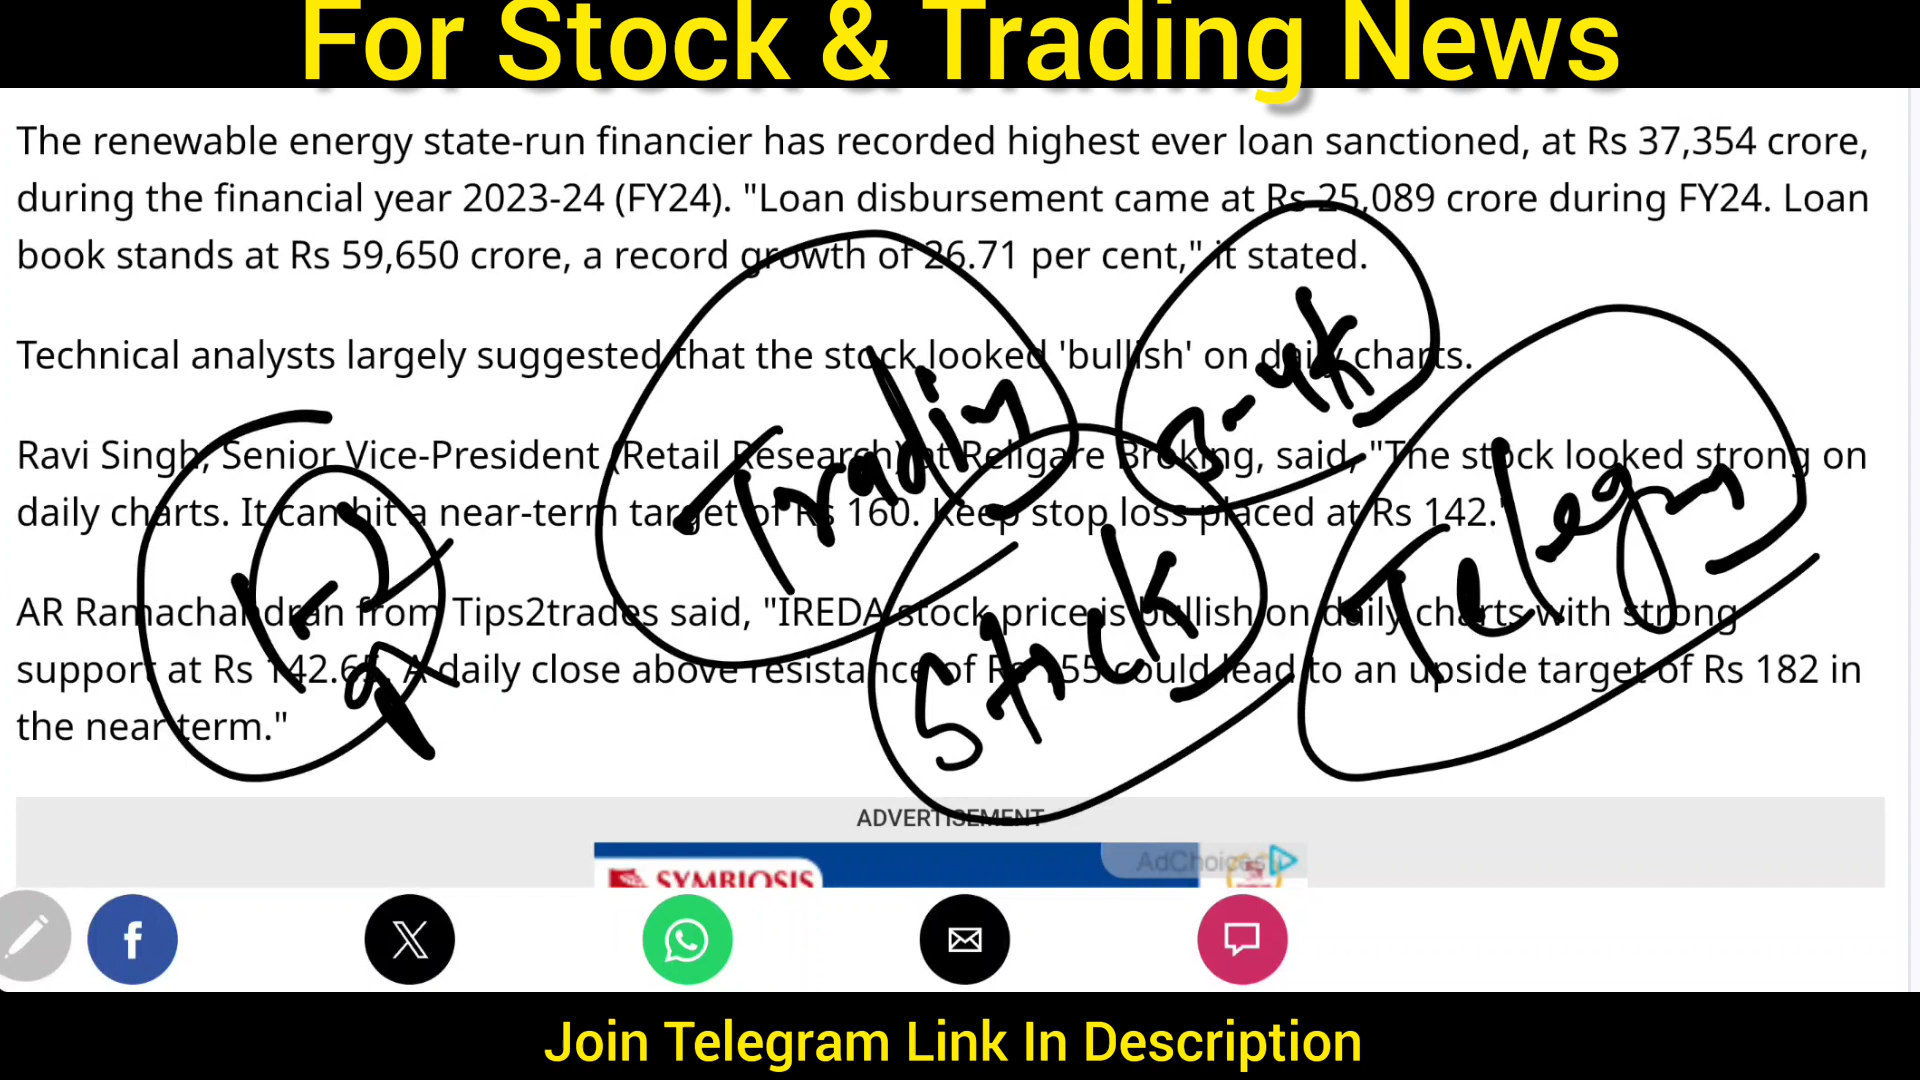 For Stock & Trading News
The renewable energy state-run financier has recorded highest ever loan sanctioned, at Rs 37,354 crore,
during the financial year 2023-24 (FY24). "Loan disbursement came at Rs 25,089 crore during FY24. Loan
book stands at Rs 59,650 crore, a record growth of 26.71 per cent," it stated.
Technical analysts largely suggested that the stock looked 'bullish' on daily charts.
Ravi Singh, Senior Vice-President (Retail Research) at Religare Broking, said, "The stock looked strong on
daily charts. It can hit a near-term target of Rs 160. Keep stop loss placed at Rs 142."
AR Ramachandran from Tips2trades said, "IREDA stock price is bullish on daily charts with strong
support at Rs 142.65. A daily close above resistance of Rs 155 could lead to an upside target of Rs 182 in
the near term."
1-2
Tradin
3-4k
Stock
Telegm
ADVERTISEMENT
AdChoices
SYMBIOSIS
Join Telegram Link In Description